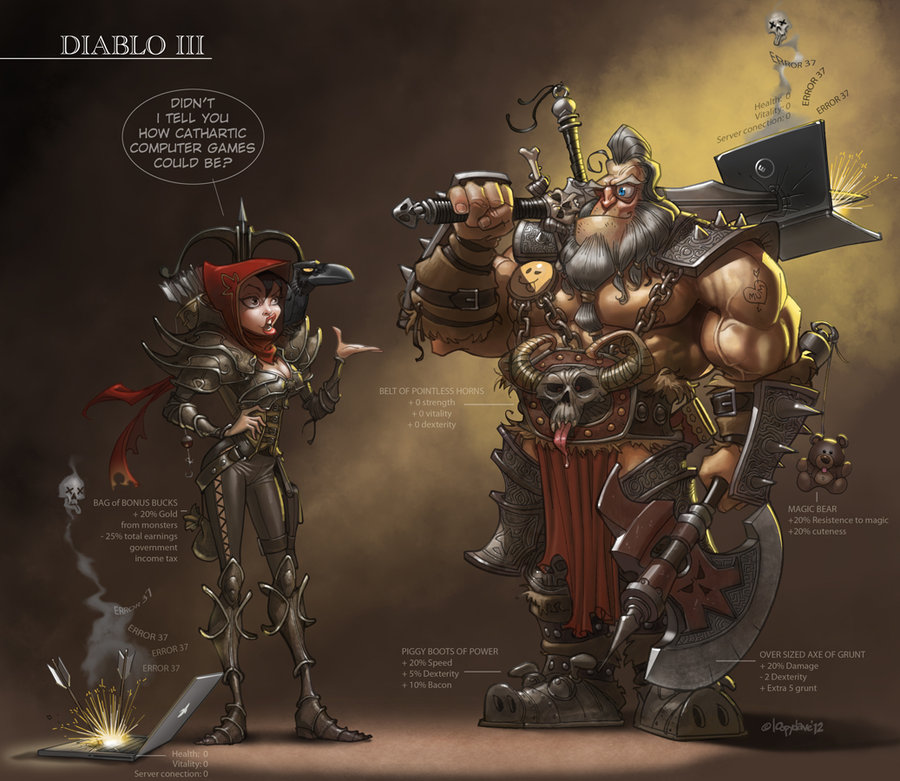 DIABLO III
DIDN'T
I TELL YOU
HOW CATHARTIC
COMPUTER GAMES
COULD BE?
ERROR 37
ERROR 37
ERROR 37
Health: 0
Vitality: 0
Server conection: 0
BELT OF POINTLESS HORNS
+ 0 strength
+ 0 vitality
+ 0 dexterity
BAG of BONUS BUCKS
+ 20% Gold
from monsters
- 25% total earnings
government
income tax
MAGIC BEAR
+20% Resistence to magic
+20% cuteness
ERROR 37
ERROR 37
ERROR 37
PIGGY BOOTS OF POWER
+ 20% Speed
+ 5% Dexterity
+ 10% Bacon
OVER SIZED AXE OF GRUNT
+ 20% Damage
- 2 Dexterity
+ Extra 5 grunt
Health: 0
Vitality: 0
Server conection: 0